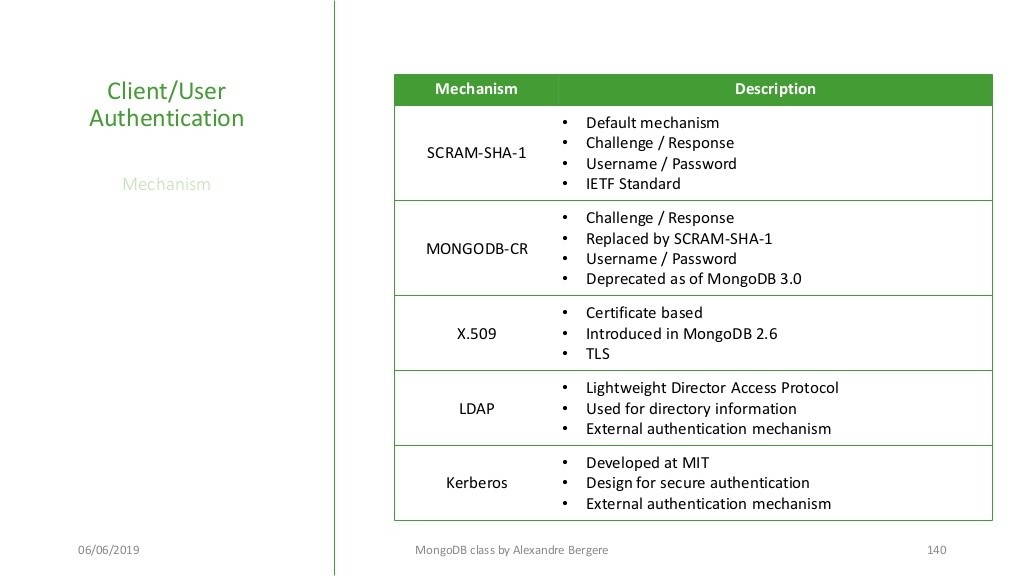 Client/User
Authentication
Mechanism
Mechanism Description
SCRAM-SHA-1
• Default mechanism
• Challenge / Response
• Username / Password
• IETF Standard
MONGODB-CR
• Challenge / Response
• Replaced by SCRAM-SHA-1
• Username / Password
• Deprecated as of MongoDB 3.0
X.509
• Certificate based
• Introduced in MongoDB 2.6
• TLS
LDAP
• Lightweight Director Access Protocol
• Used for directory information
• External authentication mechanism
Kerberos
• Developed at MIT
• Design for secure authentication
• External authentication mechanism
06/06/2019 MongoDB class by Alexandre Bergere 140